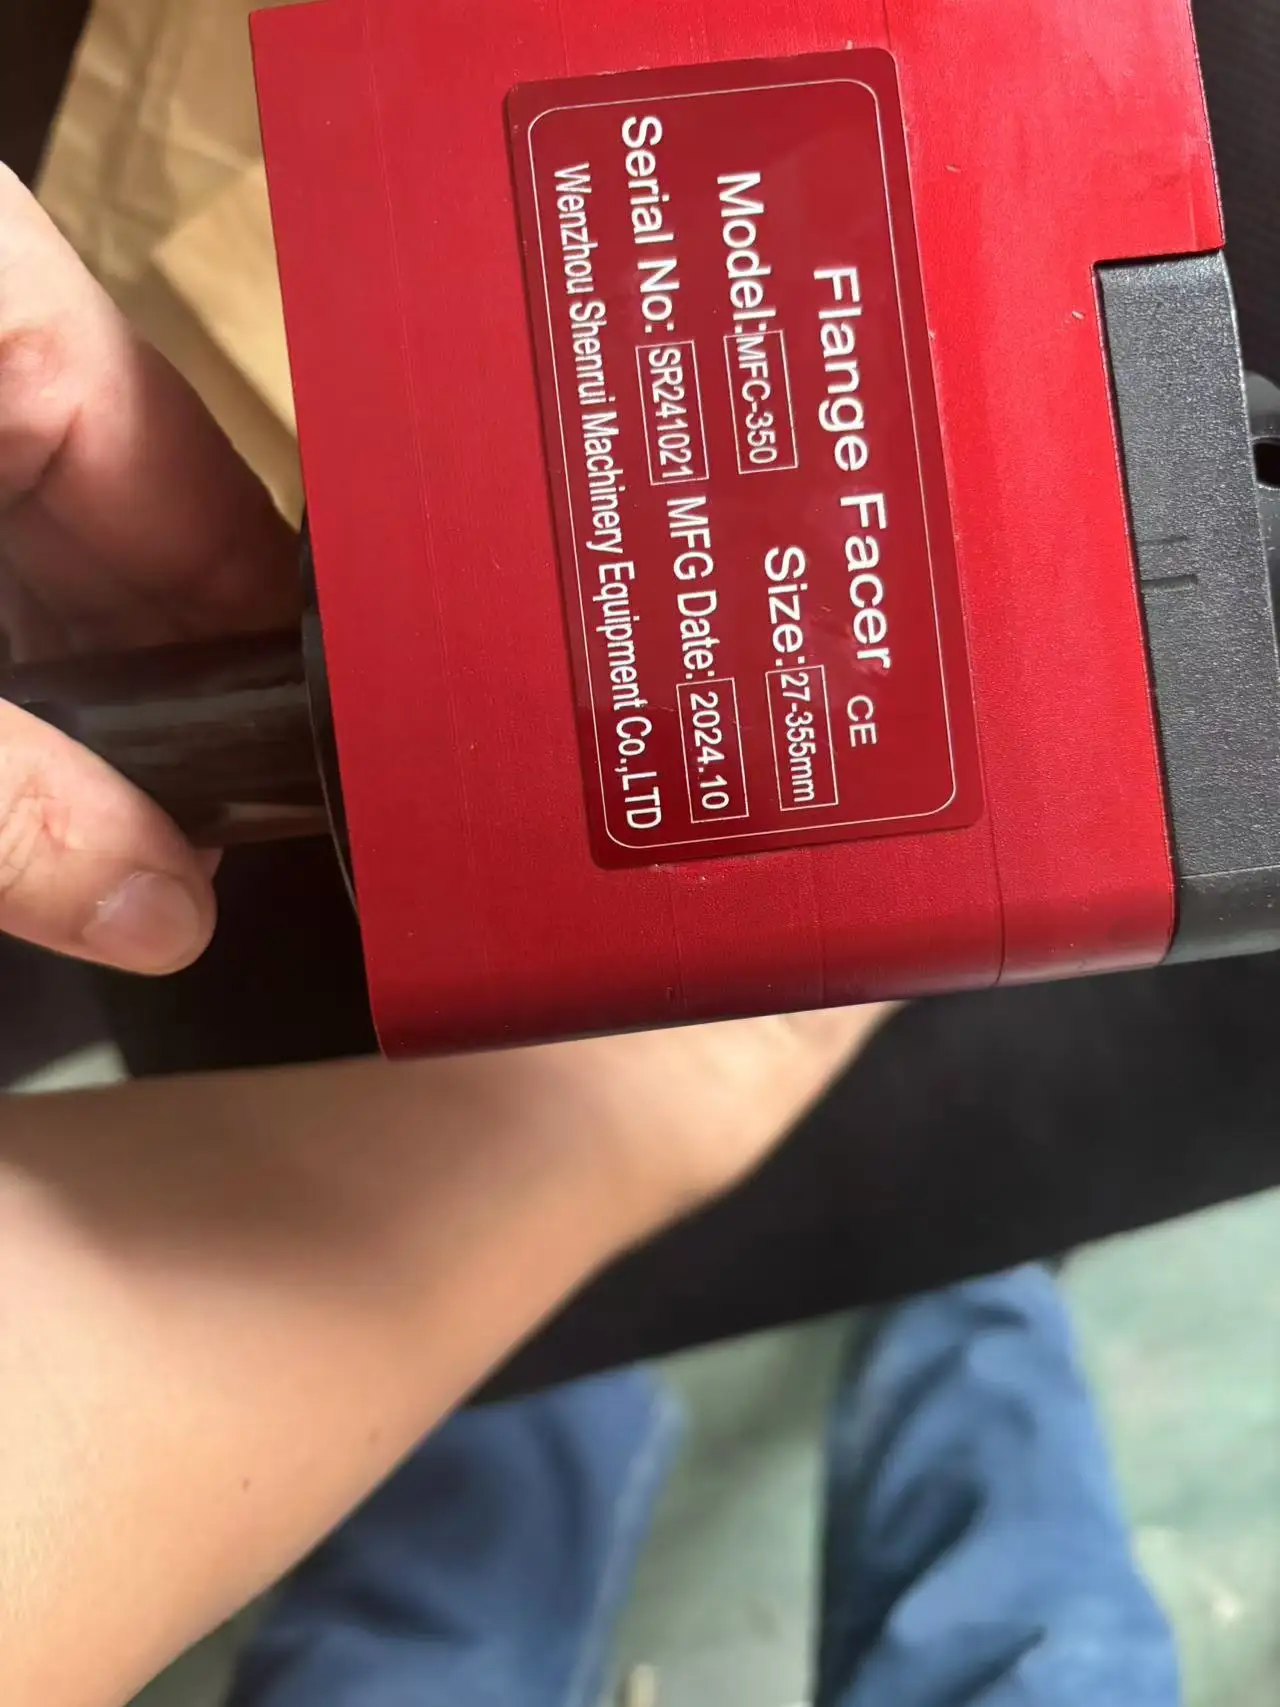 Flange Facer CE
Model:MFC-350 Size:27-355mm
Serial No: SR241021 MFG Date: 2024.10
Wenzhou Shenrui Machinery Equipment Co.,LTD